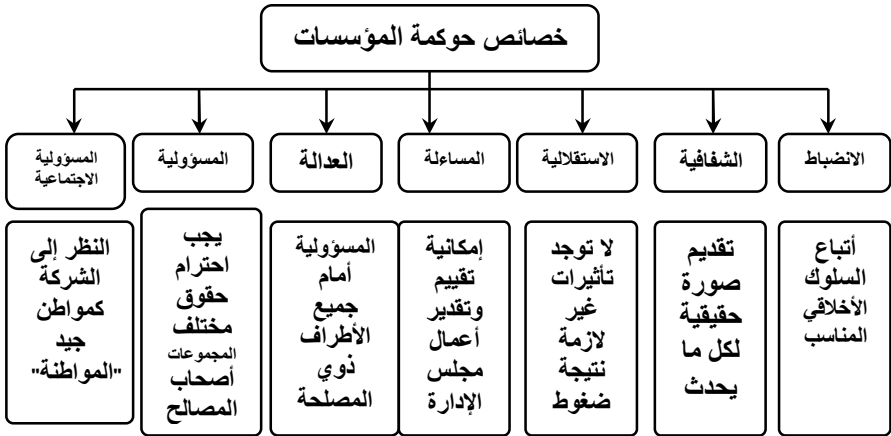 خصائص حوكمة المؤسسات
الانضباط
الشفافية
الاستقلالية
المساءلة
العدالة
المسؤولية
المسؤولية
الاجتماعية
أتباع
السلوك
الأخلاقي
المناسب
تقديم
صورة
حقيقية
لكل ما
يحدث
لا توجد
تأثيرات
غير
لازمة
نتيجة
ضغوط
إمكانية
تقييم
وتقدير
أعمال
مجلس
الإدارة
المسؤولية
أمام
جميع
الأطراف
ذوي
المصلحة
يجب
احترام
حقوق
مختلف
المجموعات
أصحاب
المصالح
النظر إلى
الشركة
كمواطن
جيد
"المواطنة"